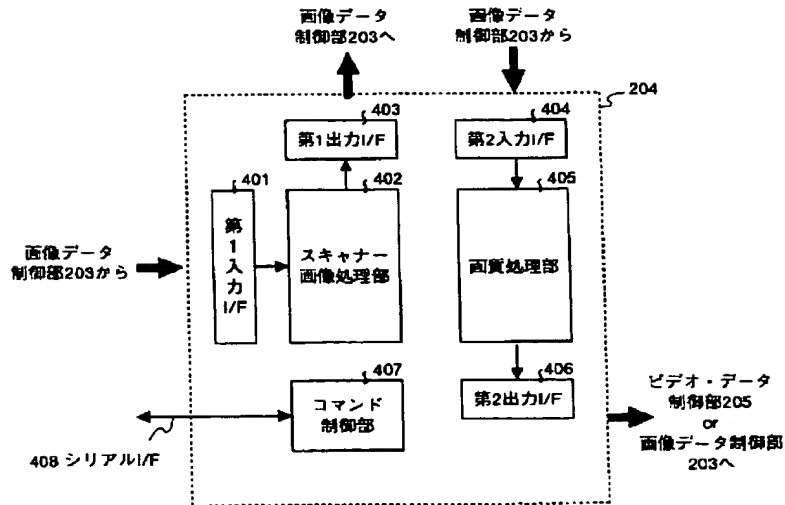 画像データ
制御部203へ
画像データ
制御部203から
204
403
404
第1出力I/F
第2入力I/F
401
402
405
第
1
入
力
I/F
スキャナー
画像処理部
画質処理部
画像データ
制御部203から
407
406
コマンド
制御部
第2出力I/F
ビデオ・データ
制御部205
or
画像データ制御部
203へ
408 シリアルI/F